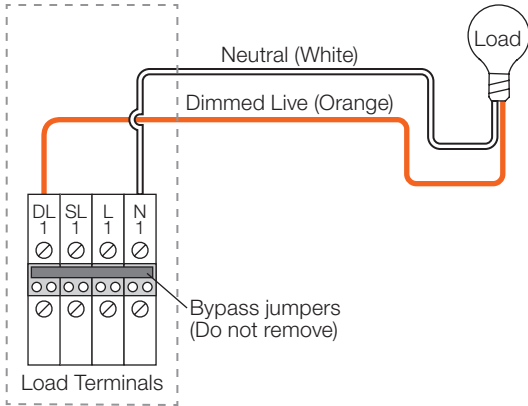 Load
Neutral (White)
Dimmed Live (Orange)
DL SL L N
1 1 1 1
Bypass jumpers
(Do not remove)
Load Terminals